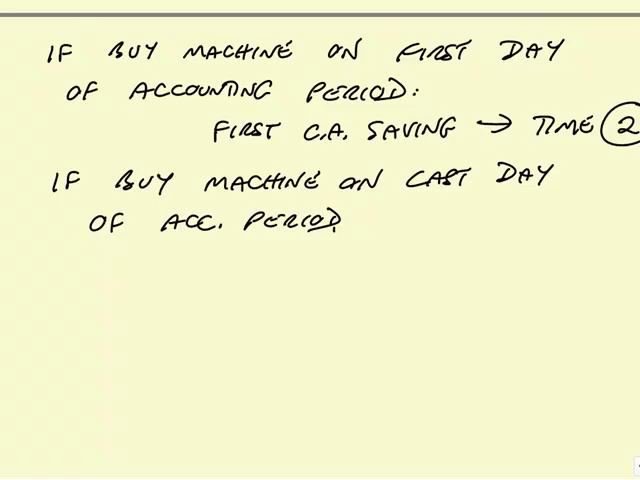 IF BUY MACHINE ON FIRST DAY
OF ACCOUNTING PERIOD:
FIRST C.A. SAVING → TIME 2
IF BUY MACHINE ON LAST DAY
OF ACC. PERIOD